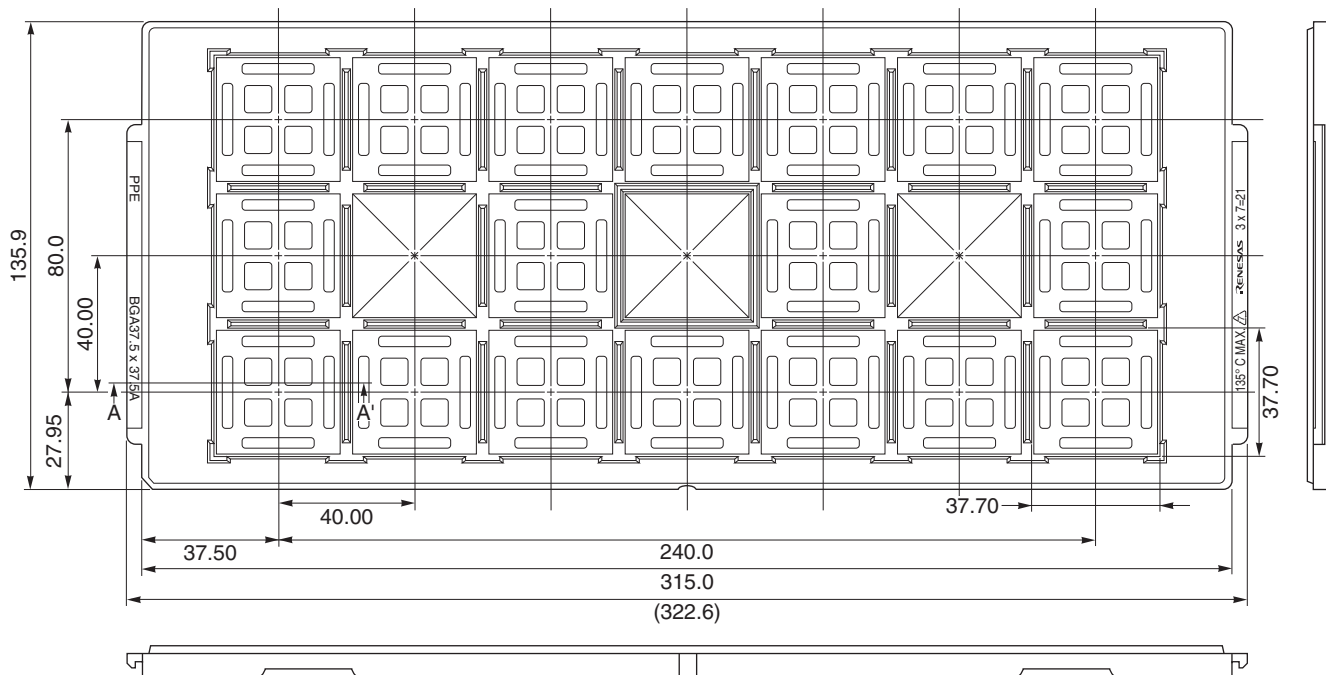 135.9
80.0
40.00
27.95
PPE
BGA37.5 x 37.5A
A
A'
135° C MAX. RENESAS 3 x 7=21
37.70
40.00
37.70
37.50
240.0
315.0
(322.6)